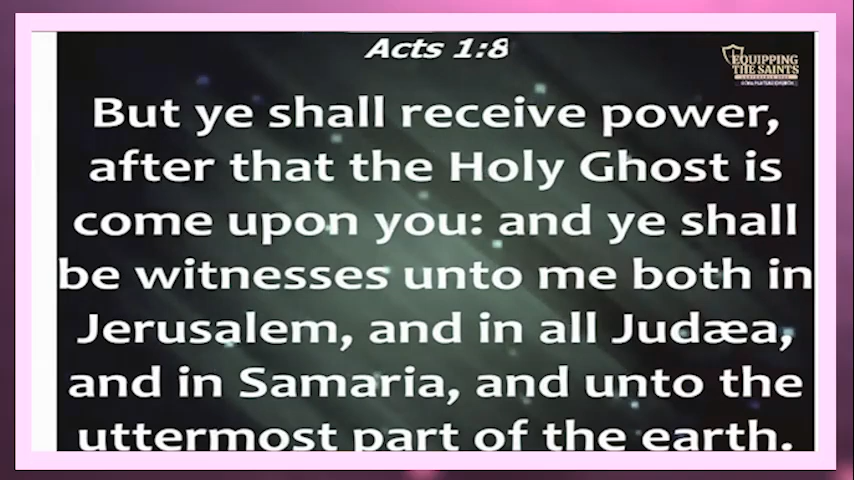 Acts 1:8
EQUIPPING
THE SAINTS
But ye shall receive power,
after that the Holy Ghost is
come upon you: and ye shall
be witnesses unto me both in
Jerusalem, and in all Judæa,
and in Samaria, and unto the
uttermost part of the earth.